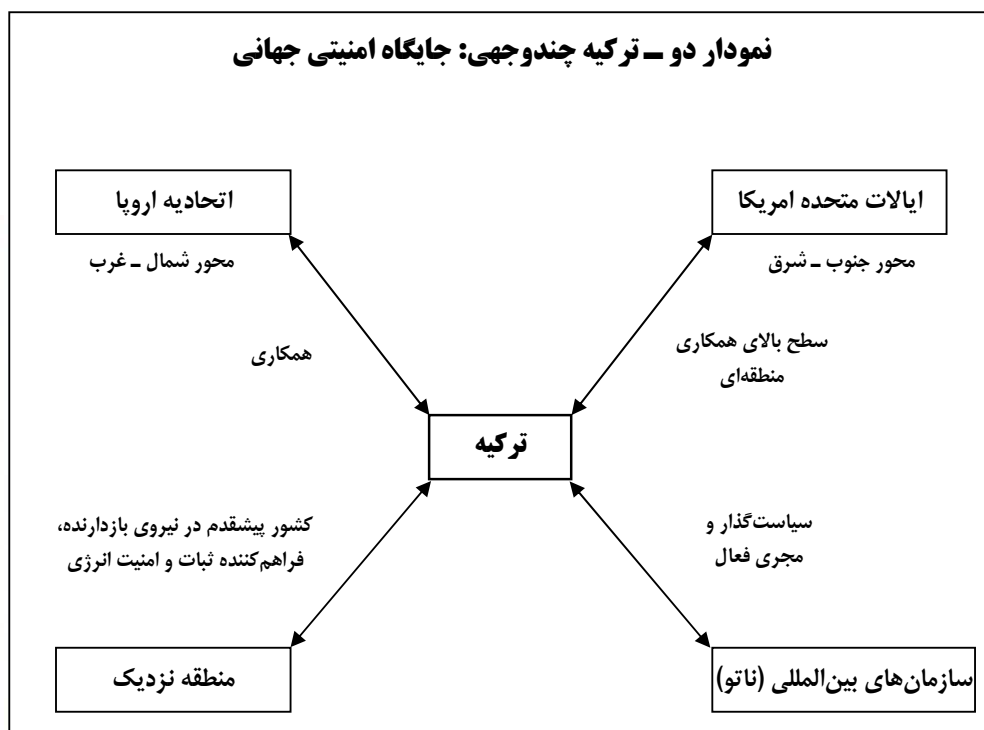 نمودار دو ـ ترکیه چندوجهی: جایگاه امنیتی جهانی
ایالات متحده امریکا
محور جنوب ـ شرق
اتحادیه اروپا
محور شمال ـ غرب
سطح بالای همکاری
منطقه‌ای
همکاری
ترکیه
سیاست‌گذار و
مجری فعال
کشور پیشقدم در نیروی بازدارنده،
فراهم‌کننده ثبات و امنیت انرژی
سازمان‌های بین‌المللی (ناتو)
منطقه نزدیک